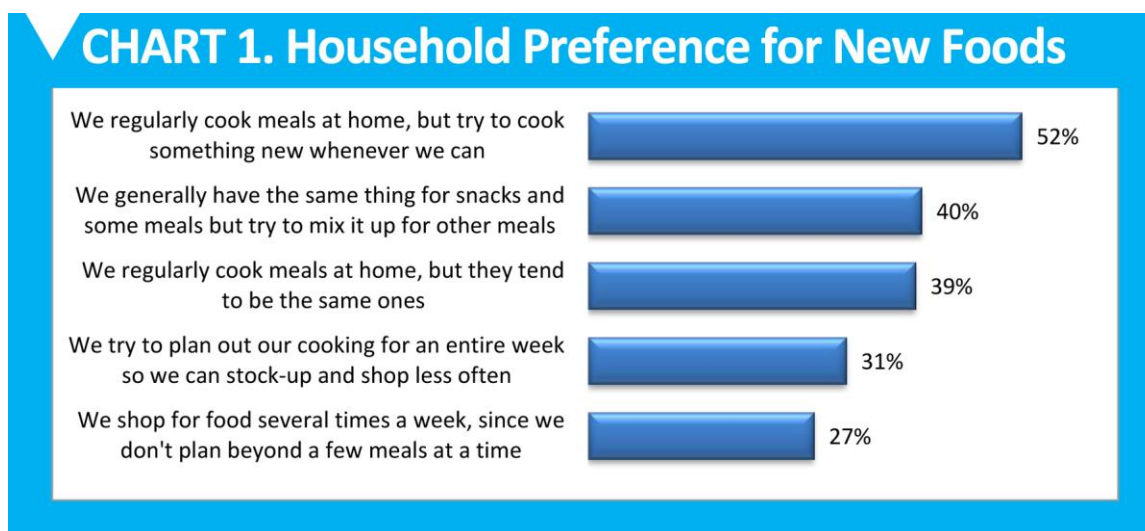 CHART 1. Household Preference for New Foods
We regularly cook meals at home, but try to cook
something new whenever we can
52%
We generally have the same thing for snacks and
some meals but try to mix it up for other meals
40%
We regularly cook meals at home, but they tend
to be the same ones
39%
We try to plan out our cooking for an entire week
so we can stock-up and shop less often
31%
We shop for food several times a week, since we
don't plan beyond a few meals at a time
27%